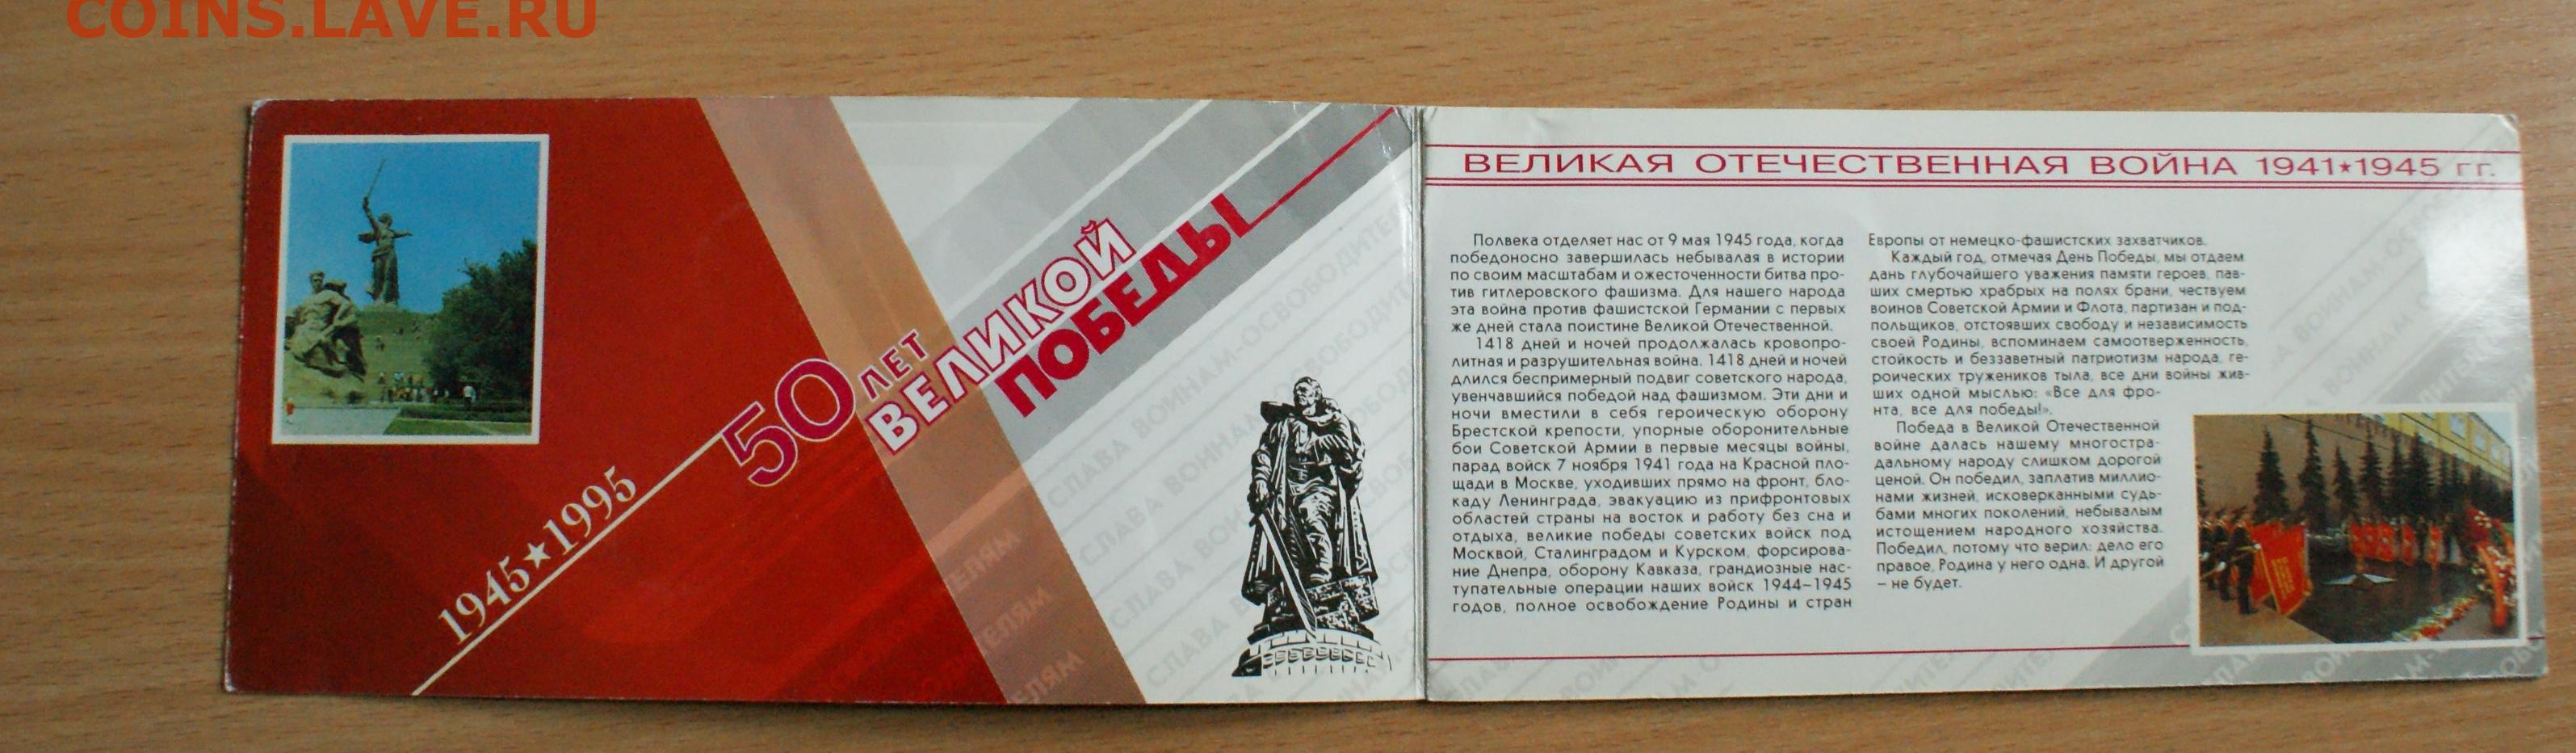 COINS.LAVE.RU
1945★1995
50 ЛЕТ
ВЕЛИКОЙ
ПОБЕДЫ
ВЕЛИКАЯ ОТЕЧЕСТВЕННАЯ ВОЙНА 1941★1945 гг.
Полвека отделяет нас от 9 мая 1945 года, когда
победоносно завершилась небывалая в истории
по своим масштабам и ожесточенности битва про-
тив гитлеровского фашизма. Для нашего народа
эта война против фашистской Германии с первых
же дней стала поистине Великой Отечественной.
1418 дней и ночей продолжалась кровопро-
литная и разрушительная война. 1418 дней и ночей
длился беспримерный подвиг советского народа,
увенчавшийся победой над фашизмом. Эти дни и
ночи вместили в себя героическую оборону
Брестской крепости, упорные оборонительные
бои Советской Армии в первые месяцы войны,
парад войск 7 ноября 1941 года на Красной пло-
щади в Москве, уходивших прямо на фронт, бло-
каду Ленинграда, эвакуацию из прифронтовых
областей страны на восток и работу без сна и
отдыха, великие победы советских войск под
Москвой, Сталинградом и Курском, форсирова-
ние Днепра, оборону Кавказа, грандиозные нас-
тупательные операции наших войск 1944–1945
годов, полное освобождение Родины и стран
Европы от немецко-фашистских захватчиков.
Каждый год, отмечая День Победы, мы отдаем
дань глубочайшего уважения памяти героев, пав-
ших смертью храбрых на полях брани, чествуем
воинов Советской Армии и Флота, партизан и под-
польщиков, отстоявших свободу и независимость
своей Родины, вспоминаем самоотверженность,
стойкость и беззаветный патриотизм народа, ге-
роических тружеников тыла, все дни войны жив-
ших одной мыслью: «Все для фро-
нта, все для победы!».
Победа в Великой Отечественной
войне далась нашему многостра-
дальному народу слишком дорогой
ценой. Он победил, заплатив миллио-
нами жизней, исковерканными судь-
бами многих поколений, небывалым
истощением народного хозяйства.
Победил, потому что верил: дело его
правое, Родина у него одна. И другой
– не будет.
СЛАВА ВОИНАМ-ОСВОБОДИТЕЛЯМ